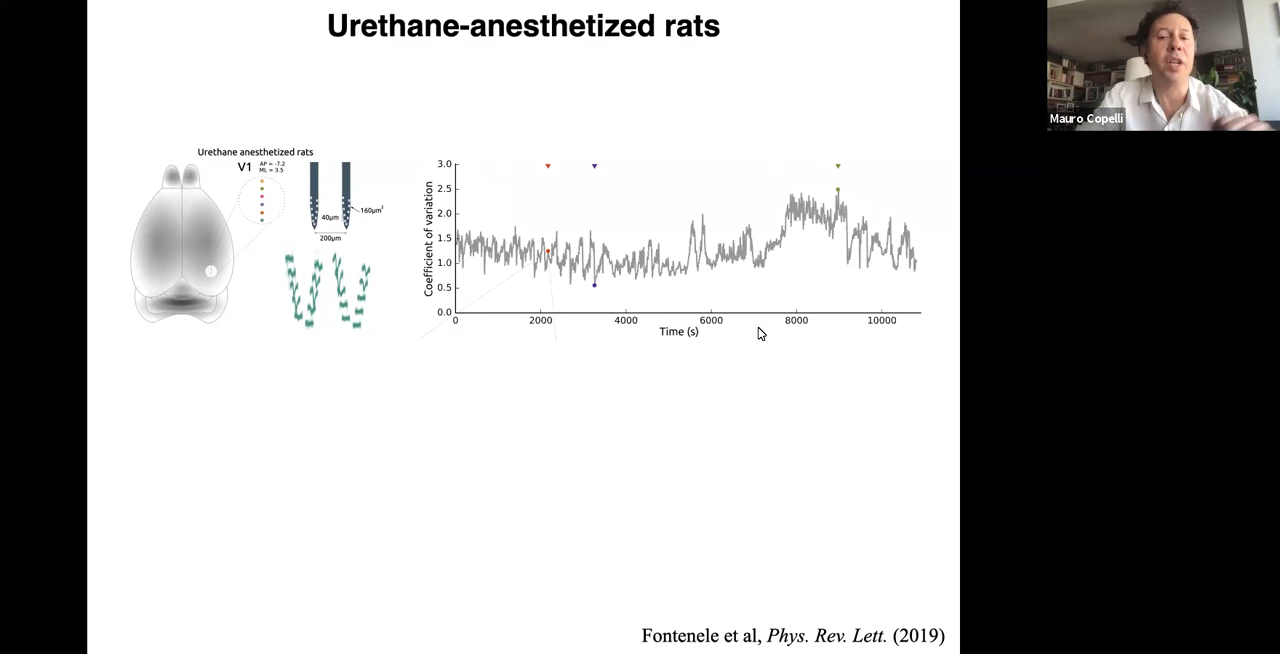 Urethane-anesthetized rats
Mauro Copelli
Urethane anesthetized rats
V1
AP = -7.2
ML = 3.5
40μm
160μm²
200μm
Coefficient of variation
3.0
2.5
2.0
1.5
1.0
0.5
0.0
0 2000 4000 6000 8000 10000
Time (s)
Fontenele et al, Phys. Rev. Lett. (2019)